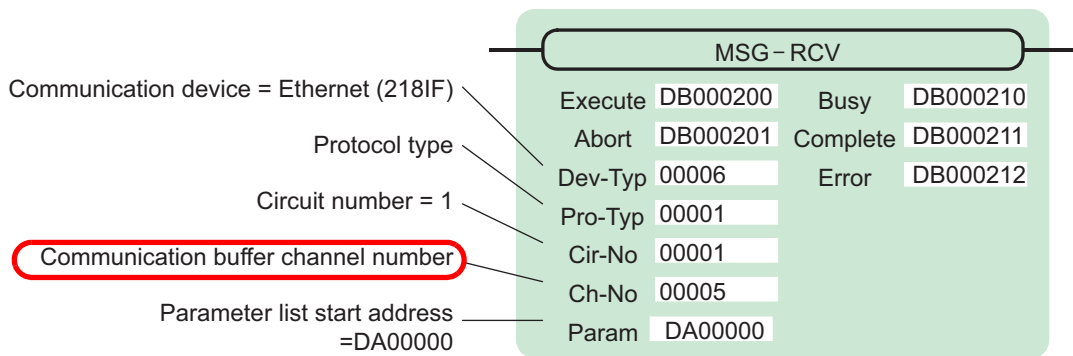 MSG-RCV
Communication device = Ethernet (218IF)
Protocol type
Circuit number = 1
Communication buffer channel number
Parameter list start address
=DA00000
Execute DB000200 Busy DB000210
Abort DB000201 Complete DB000211
Dev-Typ 00006 Error DB000212
Pro-Typ 00001
Cir-No 00001
Ch-No 00005
Param DA00000